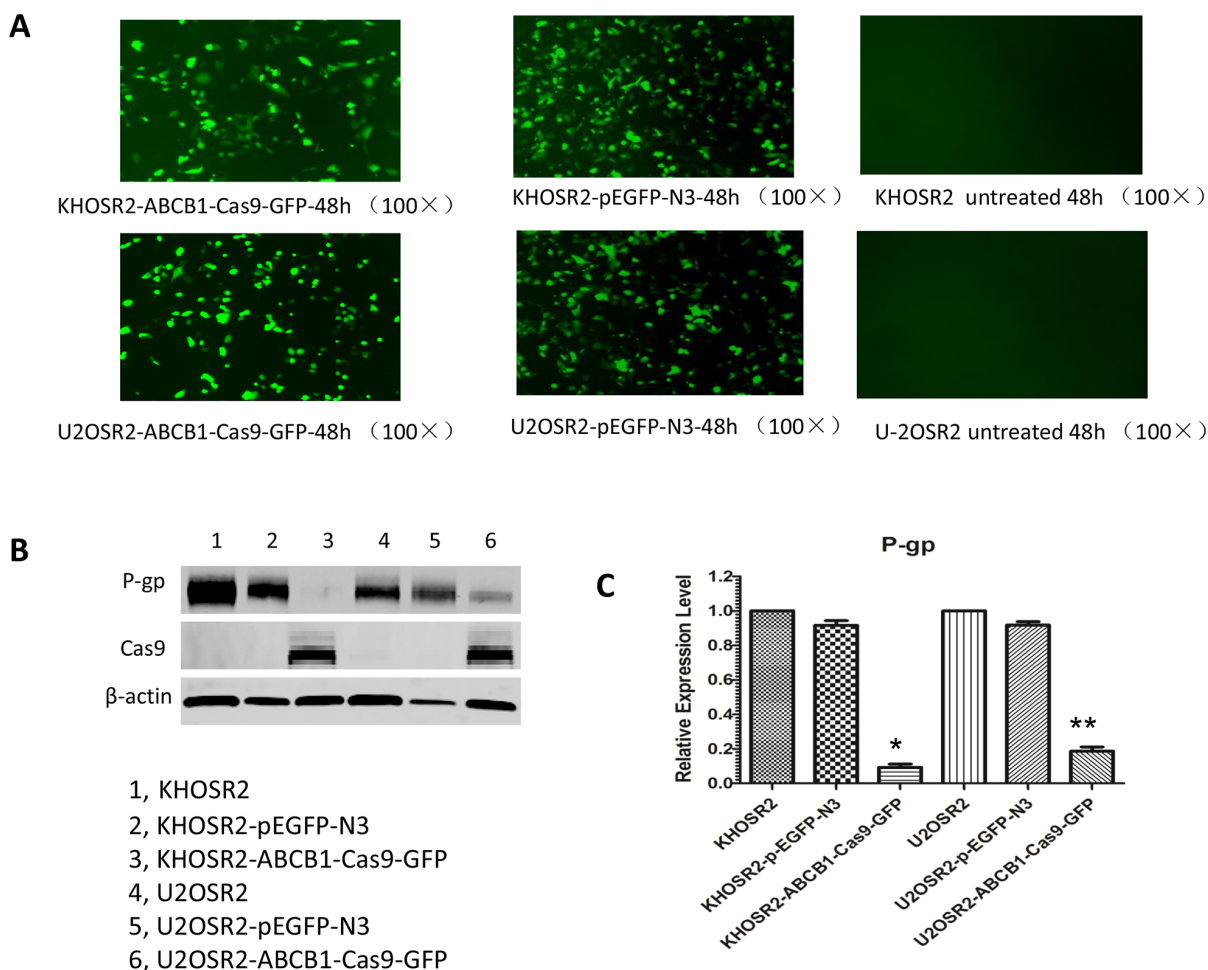 A
KHOSR2-ABCB1-Cas9-GFP-48h （100×）
KHOSR2-pEGFP-N3-48h （100×）
KHOSR2 untreated 48h （100×）
U2OSR2-ABCB1-Cas9-GFP-48h （100×）
U2OSR2-pEGFP-N3-48h （100×）
U-2OSR2 untreated 48h （100×）
B
1 2 3 4 5 6
P-gp
Cas9
β-actin
1, KHOSR2
2, KHOSR2-pEGFP-N3
3, KHOSR2-ABCB1-Cas9-GFP
4, U2OSR2
5, U2OSR2-pEGFP-N3
6, U2OSR2-ABCB1-Cas9-GFP
C
P-gp
Relative Expression Level
1.2
1.0
0.8
0.6
0.4
0.2
0.0
*
**
KHOSR2
KHOSR2-p-EGFP-N3
KHOSR2-ABCB1-Cas9-GFP
U2OSR2
U2OSR2-p-EGFP-N3
U2OSR2-ABCB1-Cas9-GFP